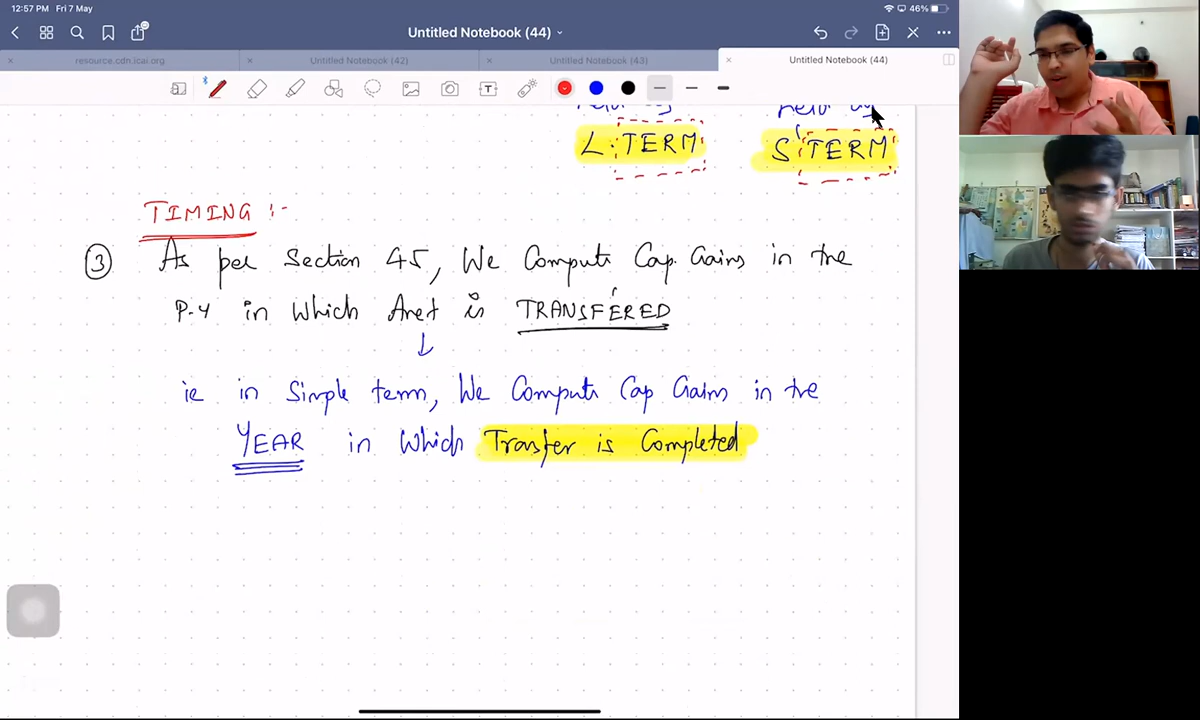 12:57 PM Fri 7 May
46%
Untitled Notebook (44)
resource.cdn.icai.org
Untitled Notebook (42)
Untitled Notebook (43)
Untitled Notebook (44)
L.TERM
S.TERM
TIMING :-
③ As per Section 45, We Compute Cap. Gains in the
P.Y in which Asset is TRANSFERED
↓
ie in Simple term, We Compute Cap Gains in the
YEAR in which Trasfer is Completed